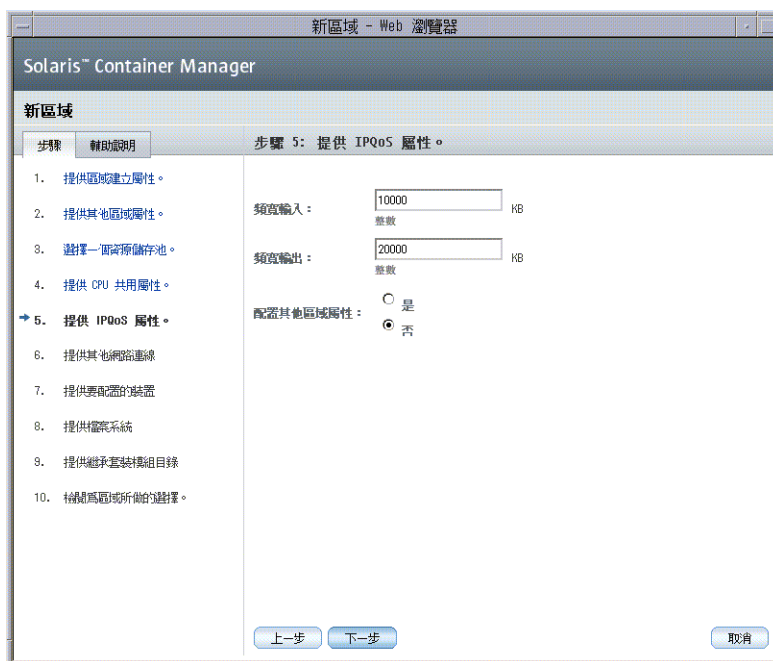 新區域 - Web 瀏覽器
Solaris™ Container Manager
新區域
步驟
輔助說明
1. 提供區域建立屬性。
2. 提供其他區域屬性。
3. 選擇一個資源儲存池。
4. 提供 CPU 共用屬性。
5. 提供 IPQoS 屬性。
6. 提供其他網路連線
7. 提供要配置的裝置
8. 提供檔案系統
9. 提供繼承套裝模組目錄
10. 檢閱為區域所做的選擇。
步驟 5: 提供 IPQoS 屬性。
頻寬輸入：
10000
KB
整數
頻寬輸出：
20000
KB
整數
配置其他區域屬性：
是
否
上一步
下一步
取消